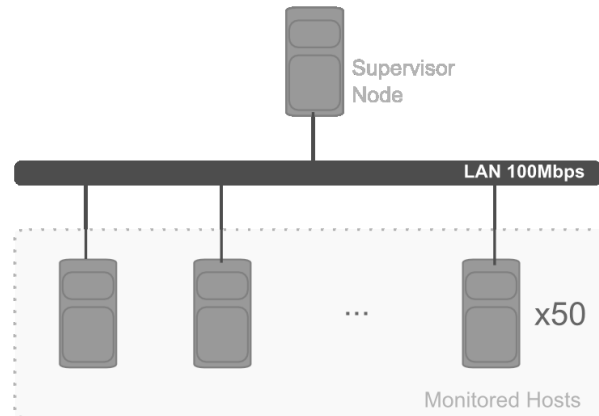 Supervisor
Node
LAN 100Mbps
...
x50
Monitored Hosts